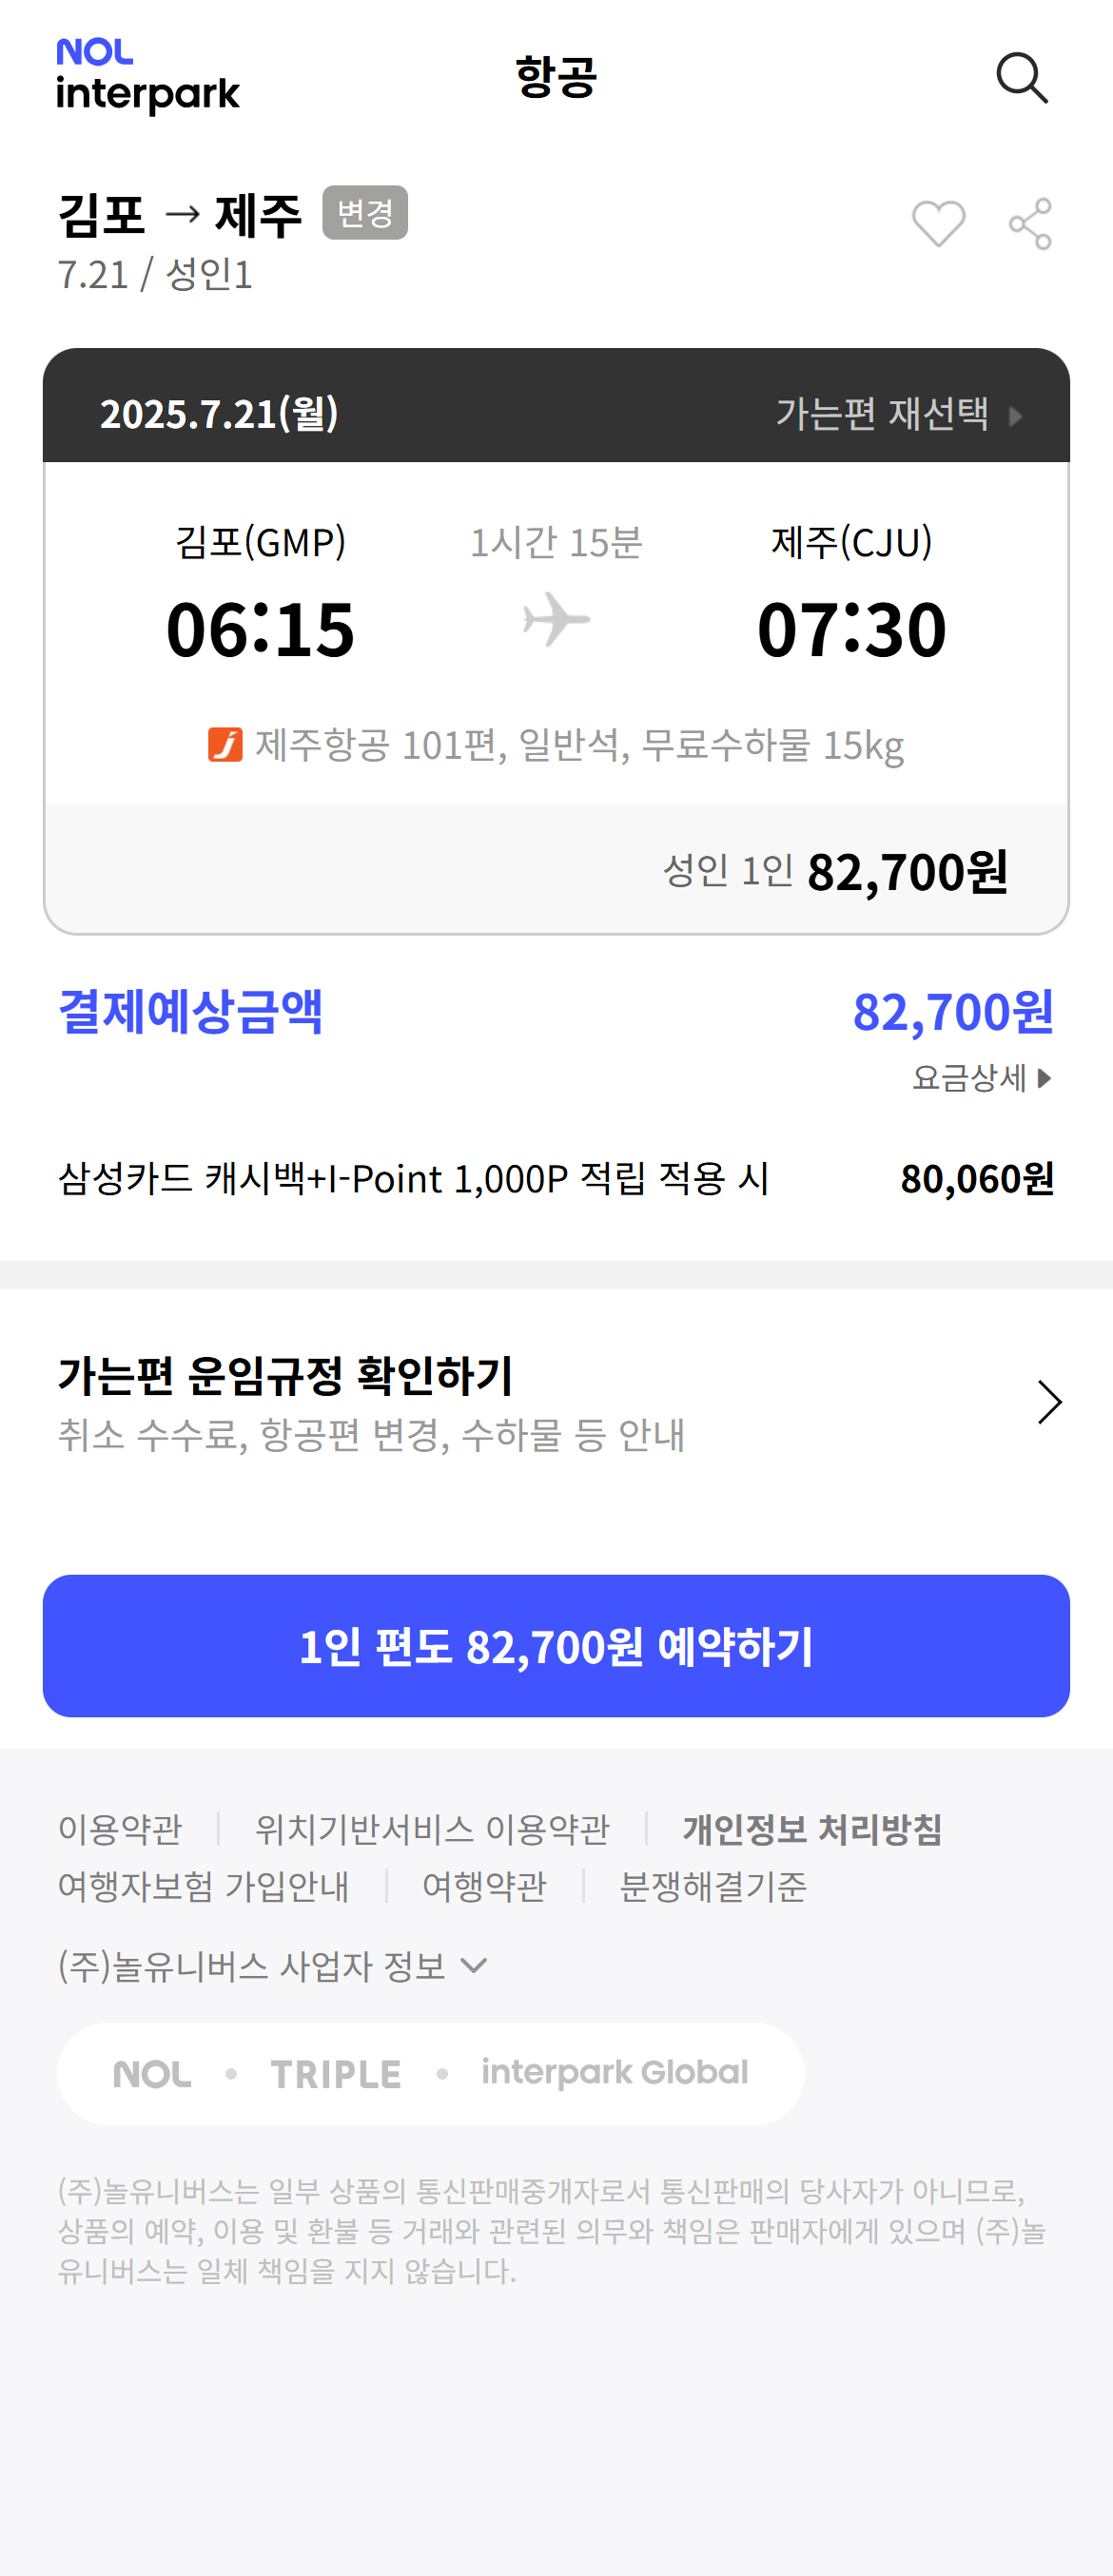 NOL
interpark
항공
김포 → 제주 변경
7.21 / 성인1
2025.7.21(월) 가는편 재선택
김포(GMP) 1시간 15분 제주(CJU)
06:15 07:30
제주항공 101편, 일반석, 무료수하물 15kg
성인 1인 82,700원
결제예상금액 82,700원
요금상세
삼성카드 캐시백+I-Point 1,000P 적립 적용 시 80,060원
가는편 운임규정 확인하기
취소 수수료, 항공편 변경, 수하물 등 안내
1인 편도 82,700원 예약하기
이용약관 | 위치기반서비스 이용약관 | 개인정보 처리방침
여행자보험 가입안내 | 여행약관 | 분쟁해결기준
(주)놀유니버스 사업자 정보
NOL • TRIPLE • interpark Global
(주)놀유니버스는 일부 상품의 통신판매중개자로서 통신판매의 당사자가 아니므로,
상품의 예약, 이용 및 환불 등 거래와 관련된 의무와 책임은 판매자에게 있으며 (주)놀
유니버스는 일체 책임을 지지 않습니다.